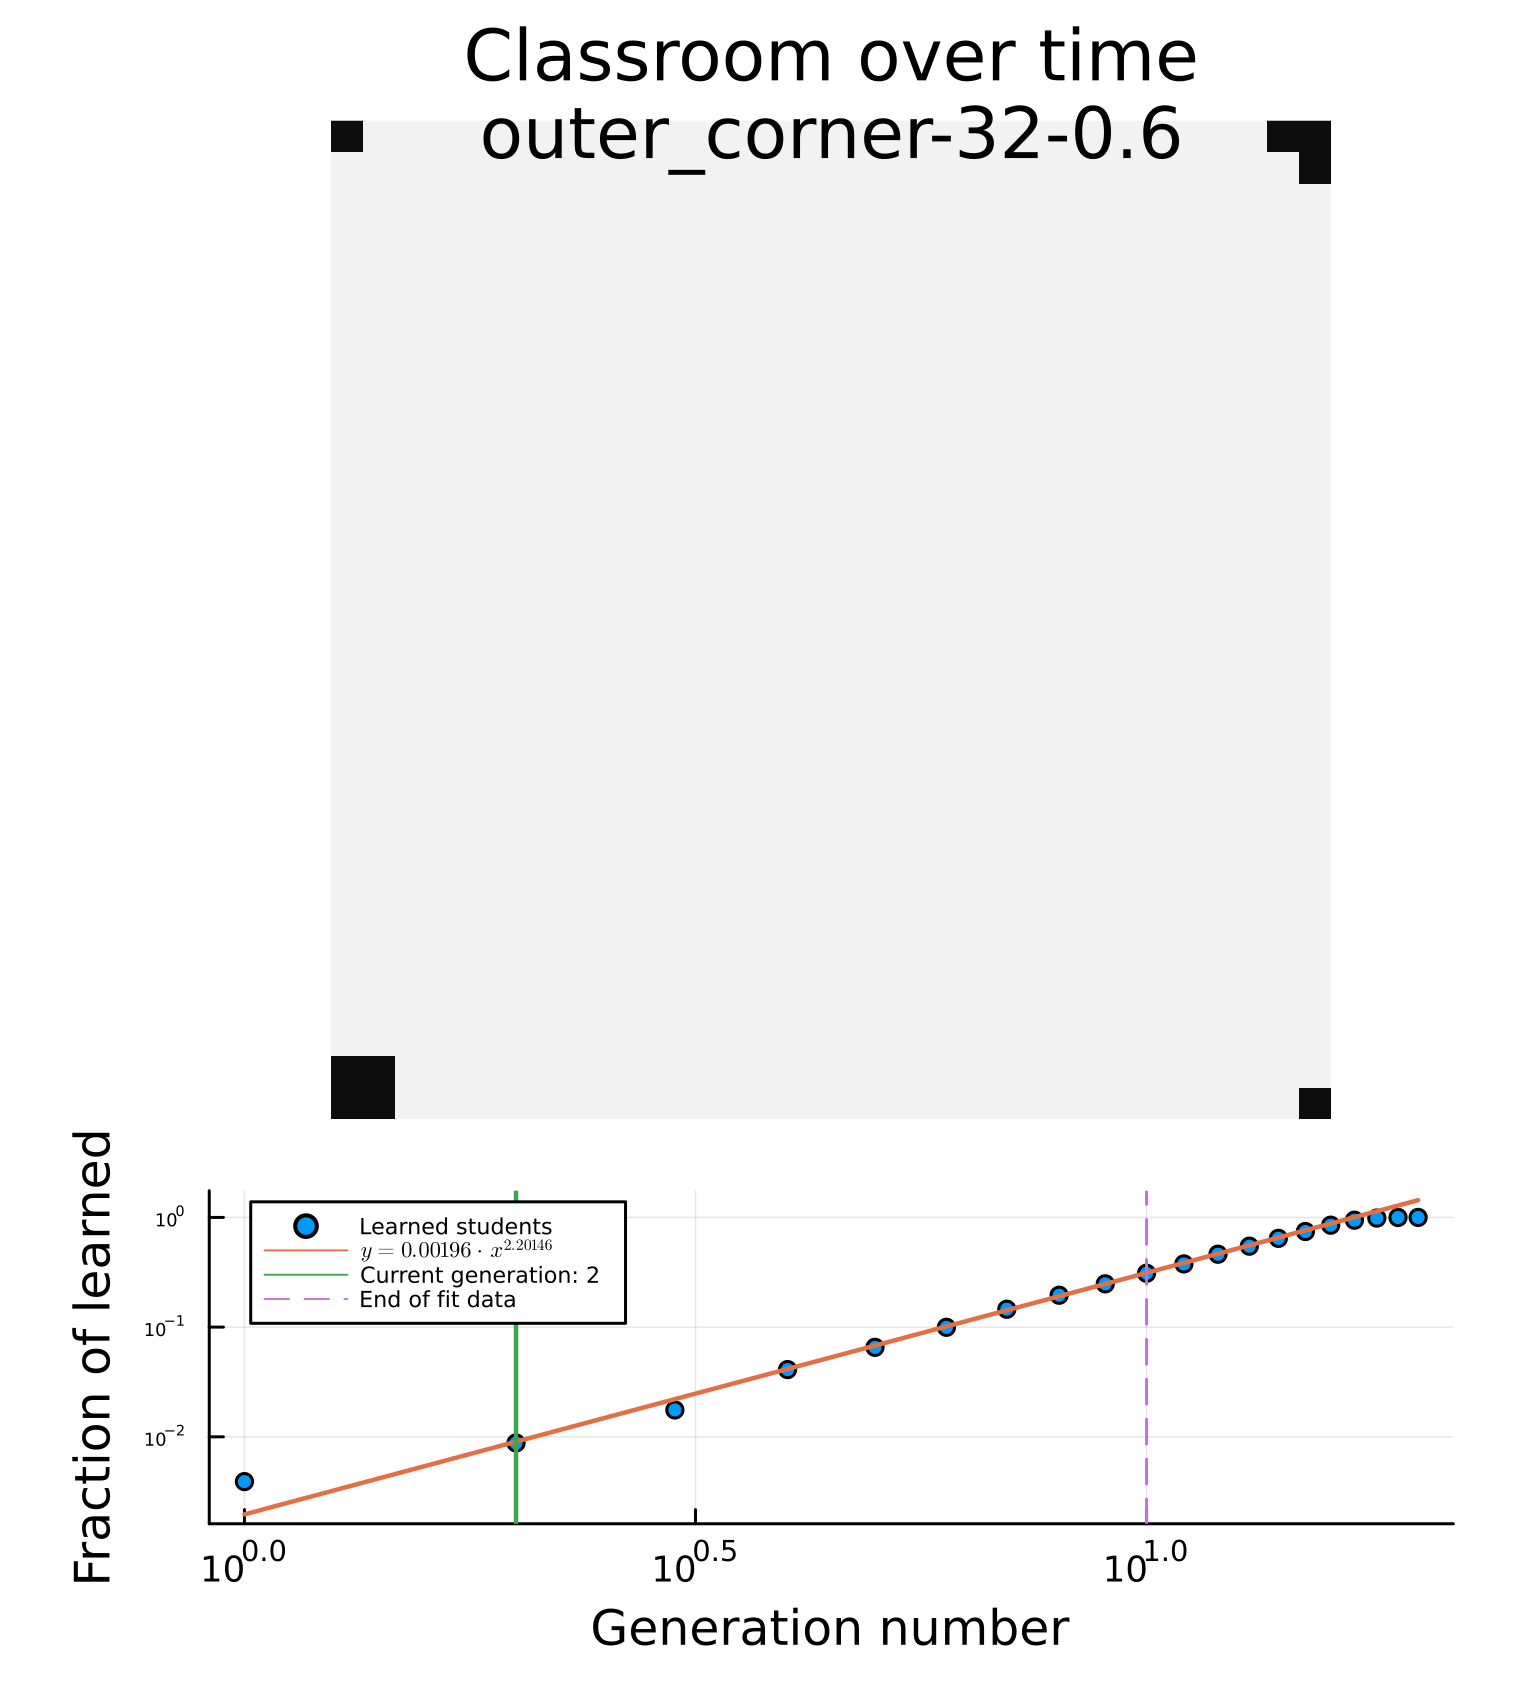 Classroom over time
outer_corner-32-0.6
Fraction of learned
10^0
10^−1
10^−2
Learned students
y = 0.00196 · x^2.20146
Current generation: 2
End of fit data
10^0.0 10^0.5 10^1.0
Generation number